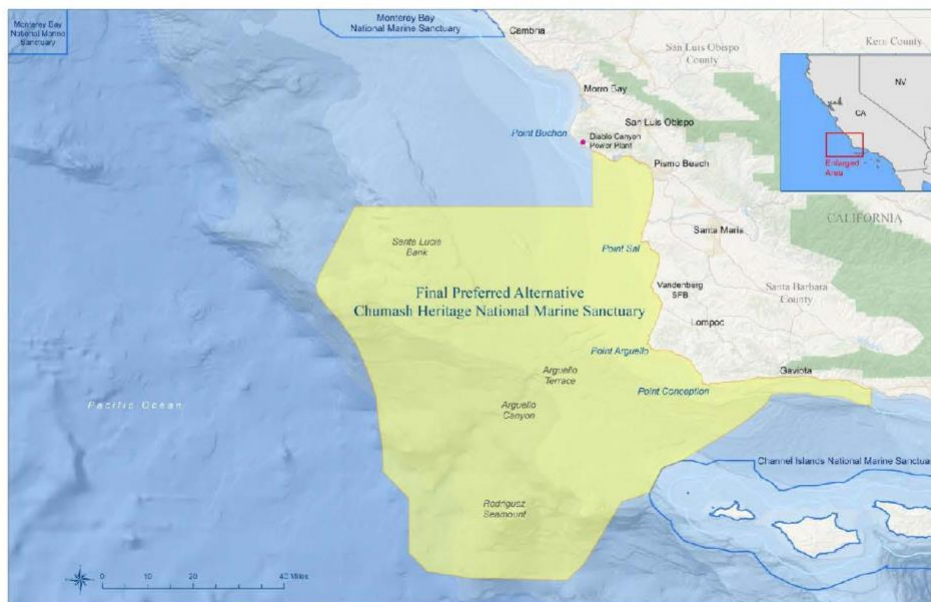 Monterey Bay
National Marine
Sanctuary
Monterey Bay
National Marine Sanctuary
Cambria
San Luis Obispo
County
Kern County
NV
CA
Enlarged
Area
Morro Bay
San Luis Obispo
Point Buchon
Diablo Canyon
Power Plant
Pismo Beach
CALIFORNIA
Santa Lucia
Bank
Point Sal
Santa Maria
Final Preferred Alternative
Chumash Heritage National Marine Sanctuary
Vandenberg
SFB
Santa Barbara
County
Lompoc
Point Arguello
Arguello
Terrace
Gaviota
Point Conception
Pacific Ocean
Arguello
Canyon
Channel Islands National Marine Sanctua
Rodriguez
Seamount
0 10 20 40 Miles